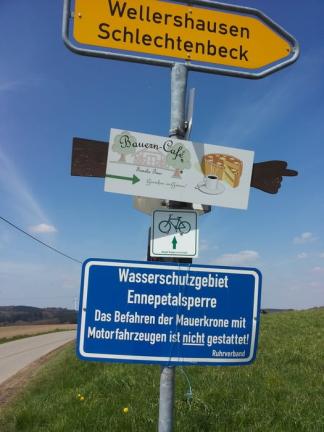 Wellershausen
Schlechtenbeck
Bauern-Café
Wasserschutzgebiet
Ennepetalsperre
Das Befahren der Mauerkrone mit
Motorfahrzeugen ist nicht gestattet!
Ruhrverband